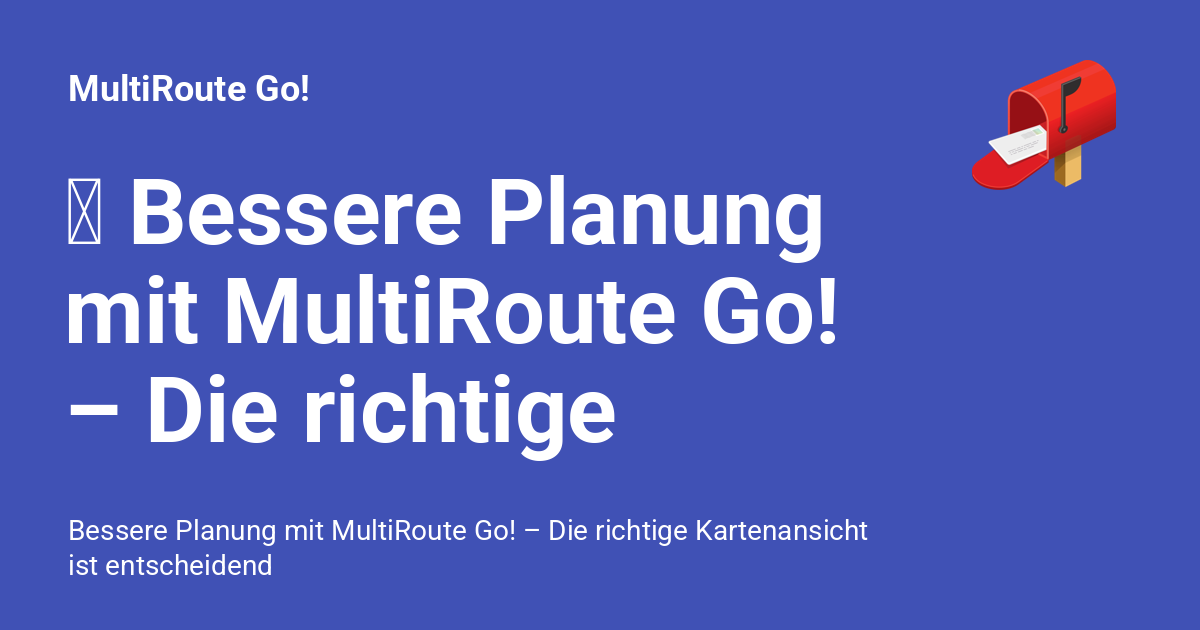 MultiRoute Go!
Bessere Planung
mit MultiRoute Go!
– Die richtige
Bessere Planung mit MultiRoute Go! – Die richtige Kartenansicht
ist entscheidend